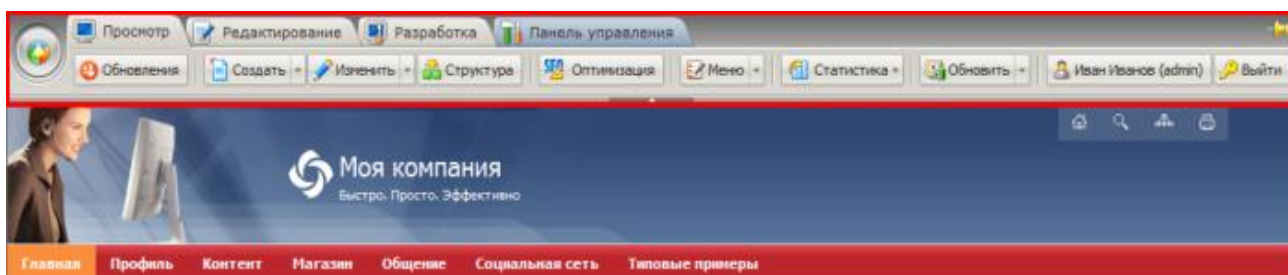 Просмотр Редактирование Разработка Панель управления
Обновления Создать Изменить Структура SEO Оптимизация Меню Статистика Обновить Иван Иванов (admin) Выйти
Моя компания
Быстро. Просто. Эффективно
Главная Профиль Контент Магазин Общение Социальная сеть Типовые примеры